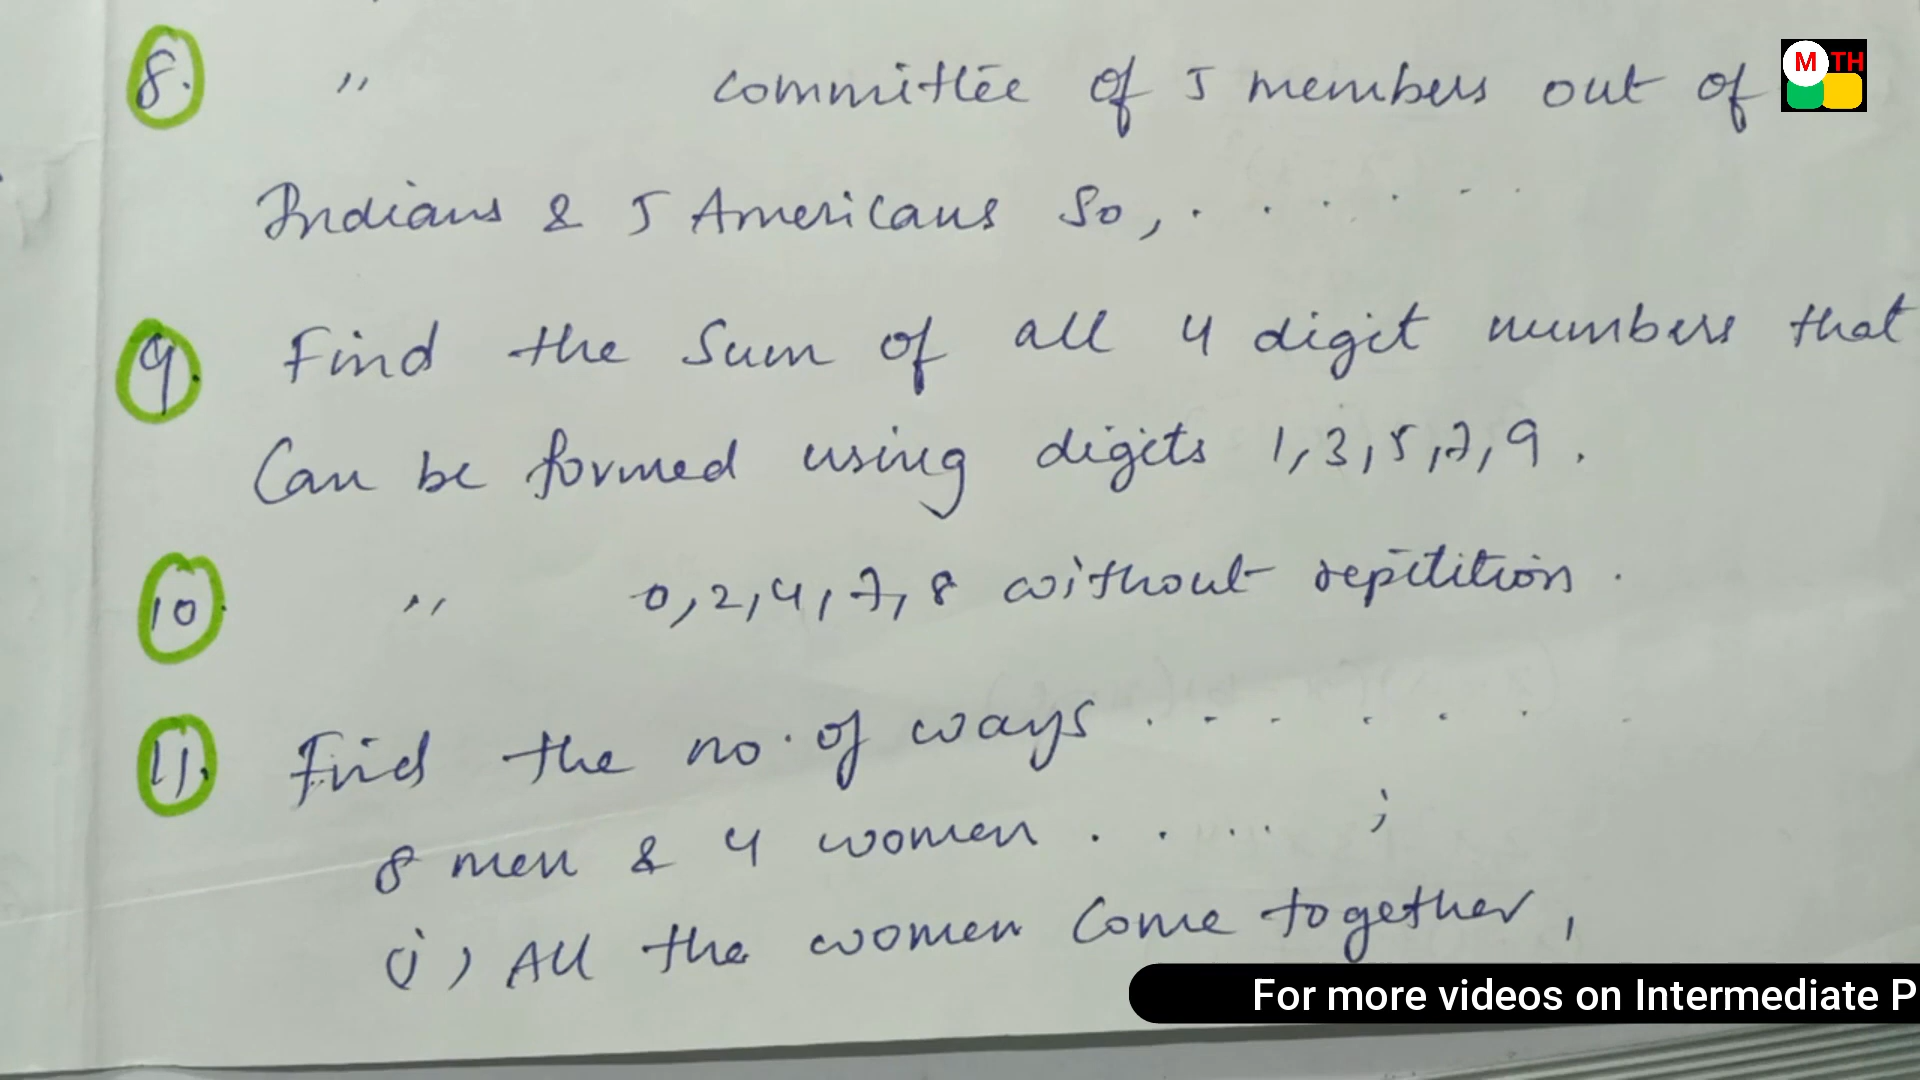 8. " committee of 5 members out of
Indians & 5 Americans So, . . . . . .
9. Find the Sum of all 4 digit numbers that
Can be formed using digits 1,3,5,7,9.
10. " 0,2,4,7,8 without repitition.
11. Find the no. of ways . . . . . . .
8 men & 4 women . . . . . ;
(i) All the women Come together,
M TH
For more videos on Intermediate P